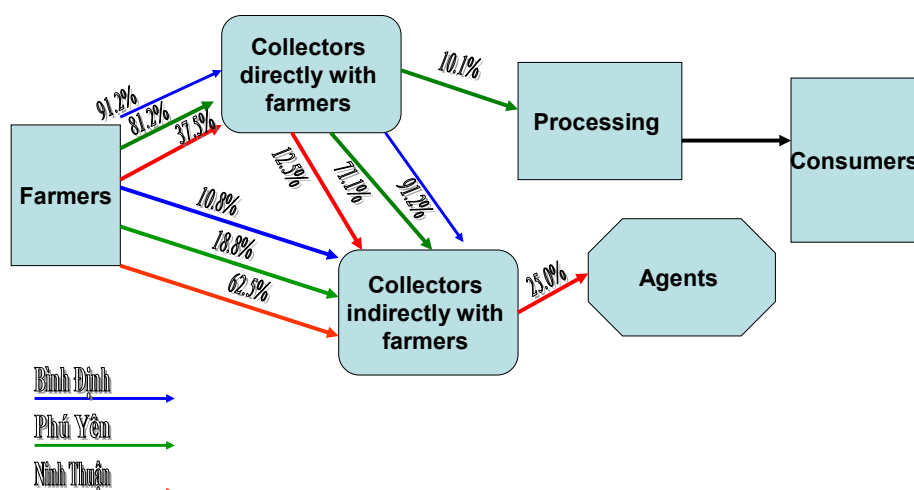 Collectors
directly with
farmers
10.1%
Processing
Consumers
91.2%
81.2%
37.5%
Farmers
12.5%
71.1%
91.2%
10.8%
18.8%
62.5%
Collectors
indirectly with
farmers
25.0%
Agents
Bình Định
Phú Yên
Ninh Thuận